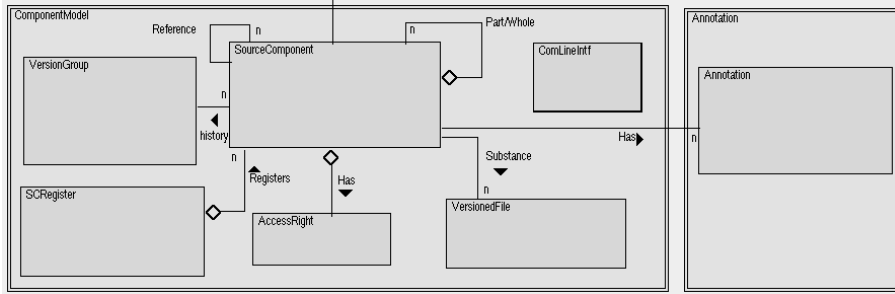 ComponentModel
Annotation
Reference
n
n
Part/Whole
SourceComponent
ComLineIntf
VersionGroup
Annotation
n
history
Has
n
n
Substance
Registers
Has
SCRegister
n
VersionedFile
AccessRight